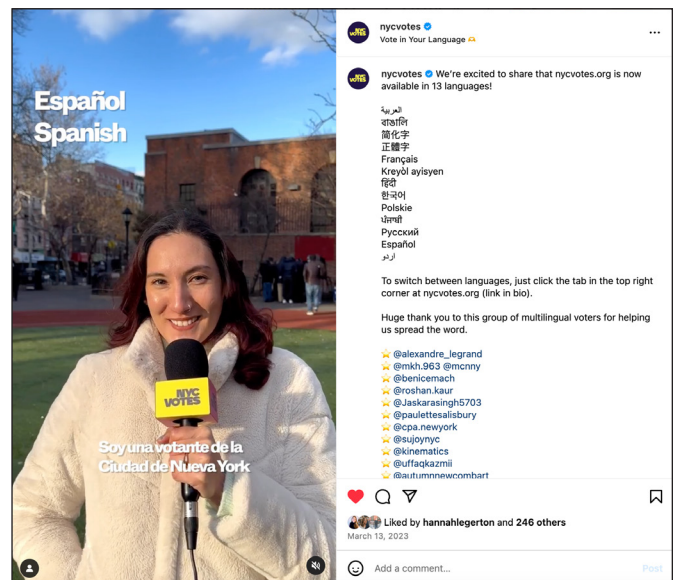 Español
Spanish
NYC
VOTES
Soy una votante de la
Ciudad de Nueva York
NYC
VOTES
nycvotes
Vote in Your Language
NYC
VOTES
nycvotes We're excited to share that nycvotes.org is now
available in 13 languages!
العربية
বাঙালি
简化字
正體字
Français
Kreyòl ayisyen
हिंदी
한국어
Polskie
ਪੰਜਾਬੀ
Русский
Español
اردو
To switch between languages, just click the tab in the top right
corner at nycvotes.org (link in bio).
Huge thank you to this group of multilingual voters for helping
us spread the word.
@alexandre_legrand
@mkh.963 @mcnny
@benicemach
@roshan.kaur
@Jaskarasingh5703
@paulettesalisbury
@cpa.newyork
@sujoynyc
@kinematics
@uffaqkazmii
@autumnnewcombart
Liked by hannahlegerton and 246 others
March 13, 2023
Add a comment...
Post